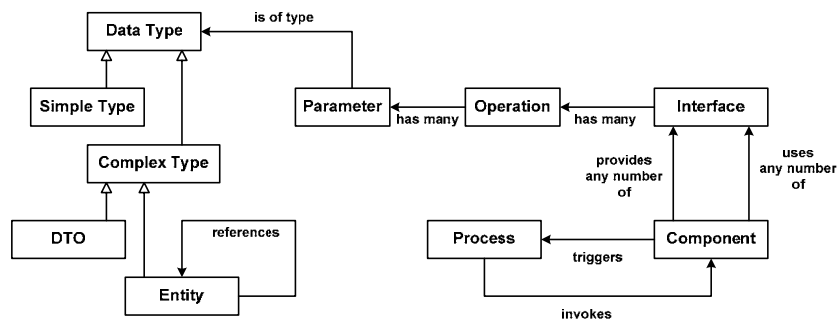 Data Type
is of type
Simple Type
Parameter
has many
Operation
has many
Interface
Complex Type
provides
any number
of
uses
any number
of
DTO
references
Process
triggers
Component
Entity
invokes